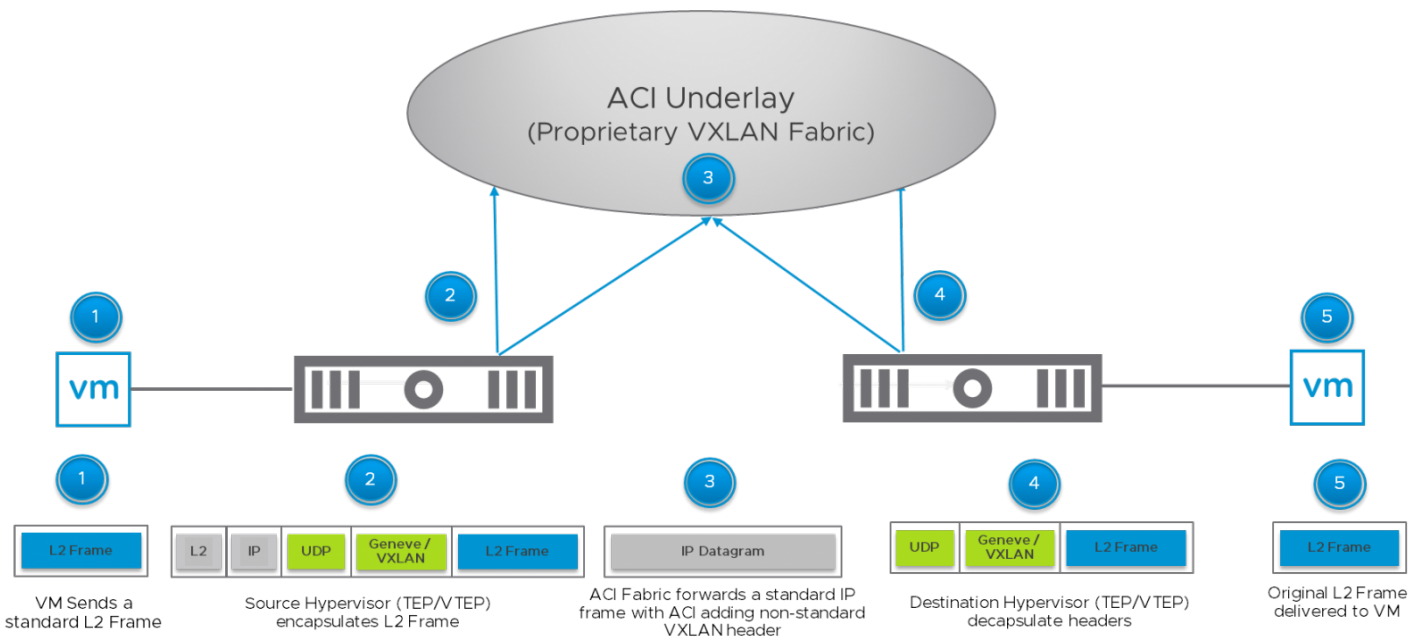 ACI Underlay
(Proprietary VXLAN Fabric)
3
2
4
1
5
vm
vm
1
2
3
4
5
L2 Frame
L2
IP
UDP
Geneve /
VXLAN
L2 Frame
IP Datagram
UDP
Geneve /
VXLAN
L2 Frame
L2 Frame
VM Sends a
standard L2 Frame
Source Hypervisor (TEP/VTEP)
encapsulates L2 Frame
ACI Fabric forwards a standard IP
frame with ACI adding non-standard
VXLAN header
Destination Hypervisor (TEP/VTEP)
decapsulate headers
Original L2 Frame
delivered to VM